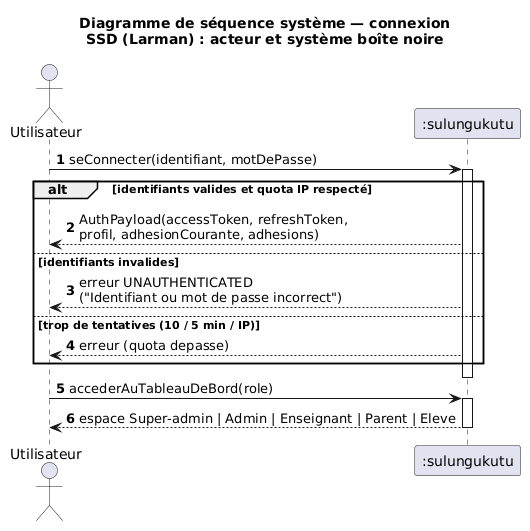 Diagramme de séquence système — connexion
SSD (Larman) : acteur et système boîte noire
Utilisateur
:sulungukutu
1 seConnecter(identifiant, motDePasse)
alt [identifiants valides et quota IP respecté]
2 AuthPayload(accessToken, refreshToken,
profil, adhesionCourante, adhesions)
[identifiants invalides]
3 erreur UNAUTHENTICATED
("Identifiant ou mot de passe incorrect")
[trop de tentatives (10 / 5 min / IP)]
4 erreur (quota depasse)
5 accederAuTableauDeBord(role)
6 espace Super-admin | Admin | Enseignant | Parent | Eleve
Utilisateur
:sulungukutu